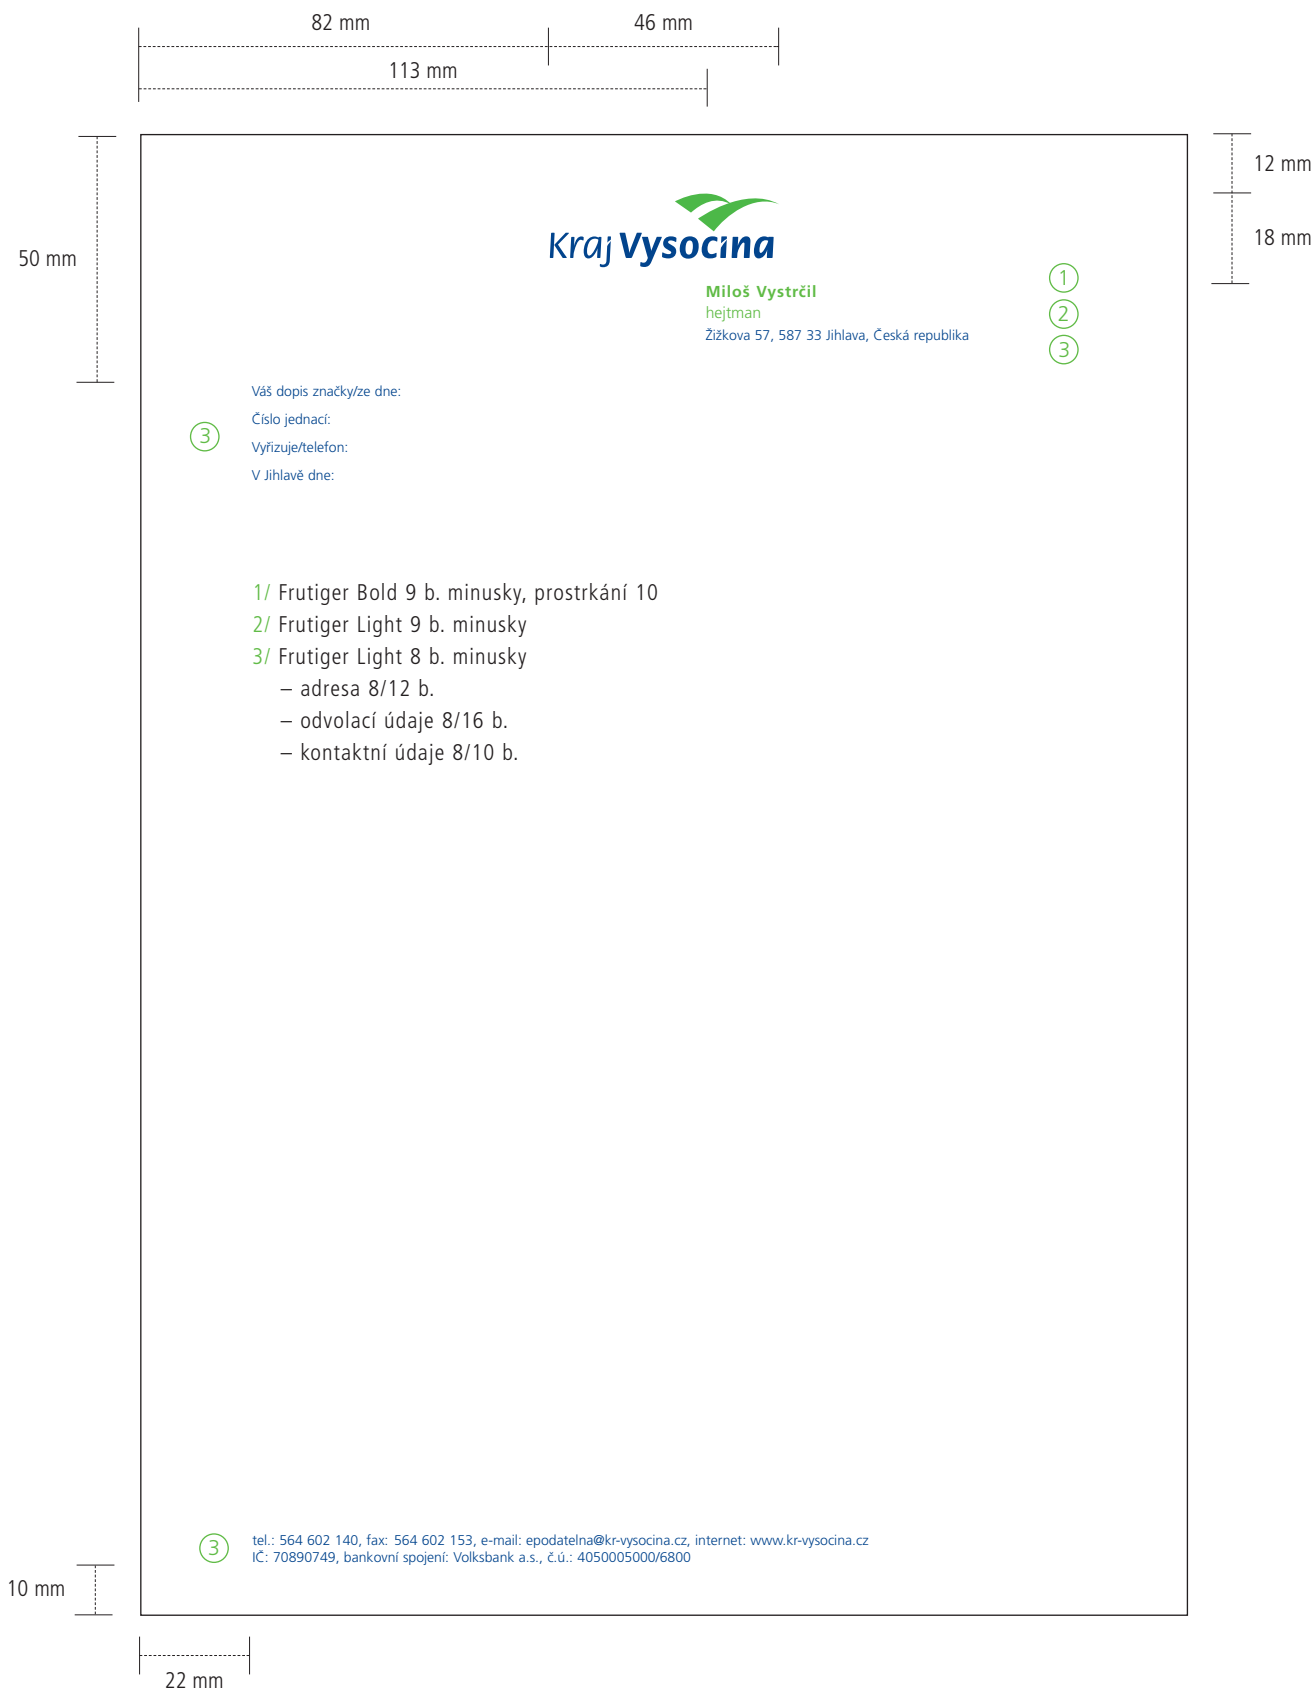 82 mm
46 mm
113 mm
12 mm
18 mm
50 mm
Kraj Vysocina
Miloš Vystrčil
hejtman
Žižkova 57, 587 33 Jihlava, Česká republika
1
2
3
Váš dopis značky/ze dne:
Číslo jednací:
Vyřizuje/telefon:
V Jihlavě dne:
3
1/ Frutiger Bold 9 b. minusky, prostrkání 10
2/ Frutiger Light 9 b. minusky
3/ Frutiger Light 8 b. minusky
– adresa 8/12 b.
– odvolací údaje 8/16 b.
– kontaktní údaje 8/10 b.
3
tel.: 564 602 140, fax: 564 602 153, e-mail: epodatelna@kr-vysocina.cz, internet: www.kr-vysocina.cz
IČ: 70890749, bankovní spojení: Volksbank a.s., č.ú.: 4050005000/6800
10 mm
22 mm